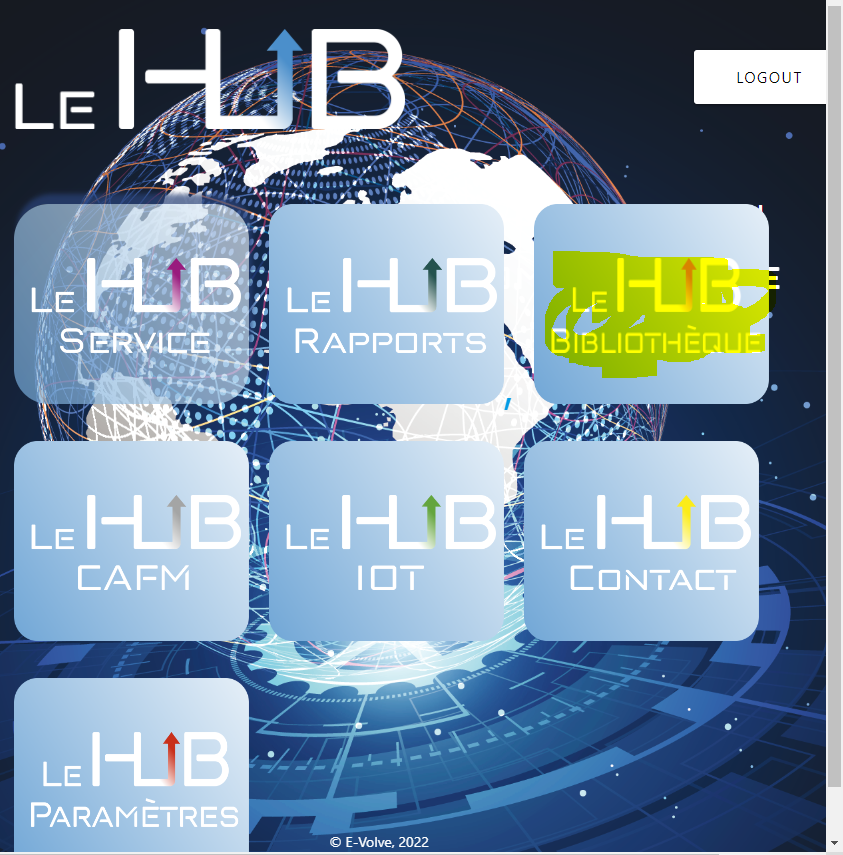 LE HUB
LOGOUT
LE HUB
SERVICE
LE HUB
RAPPORTS
LE HUB
BIBLIOTHÈQUE
LE HUB
CAFM
LE HUB
IOT
LE HUB
CONTACT
LE HUB
PARAMÈTRES
© E-Volve, 2022